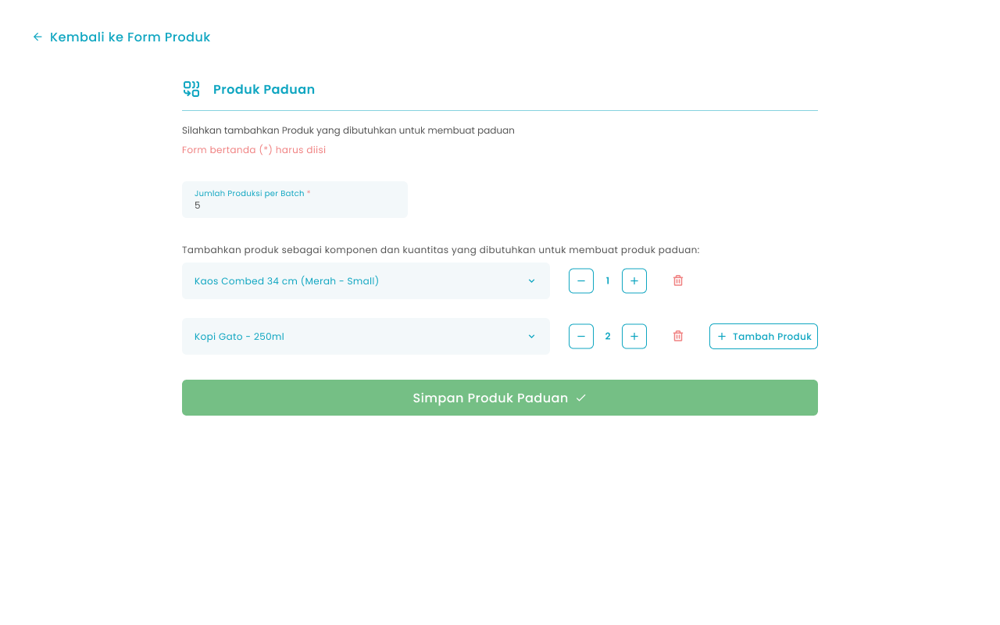 Kembali ke Form Produk
Produk Paduan
Silahkan tambahkan Produk yang dibutuhkan untuk membuat paduan
Form bertanda (*) harus diisi
Jumlah Produksi per Batch *
5
Tambahkan produk sebagai komponen dan kuantitas yang dibutuhkan untuk membuat produk paduan:
Kaos Combed 34 cm (Merah - Small) 1
Kopi Gato - 250ml 2 Tambah Produk
Simpan Produk Paduan